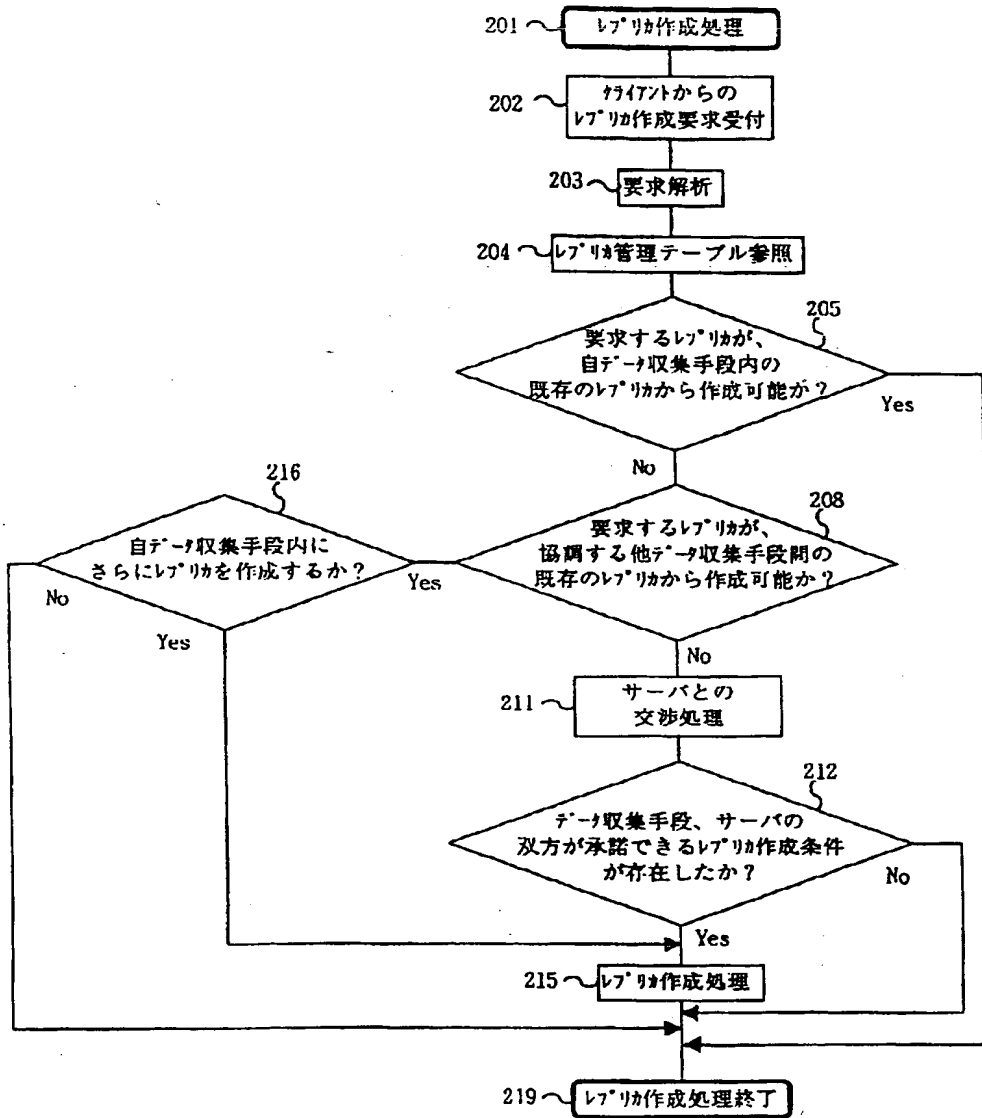 201
レプリカ作成処理
202
クライアントからの
レプリカ作成要求受付
203
要求解析
204
レプリカ管理テーブル参照
205
要求するレプリカが、
自データ収集手段内の
既存のレプリカから作成可能か？
Yes
No
216
自データ収集手段内に
さらにレプリカを作成するか？
No
Yes
Yes
208
要求するレプリカが、
協調する他データ収集手段間の
既存のレプリカから作成可能か？
No
211
サーバとの
交渉処理
212
データ収集手段、サーバの
双方が承諾できるレプリカ作成条件
が存在したか？
No
Yes
215
レプリカ作成処理
219
レプリカ作成処理終了